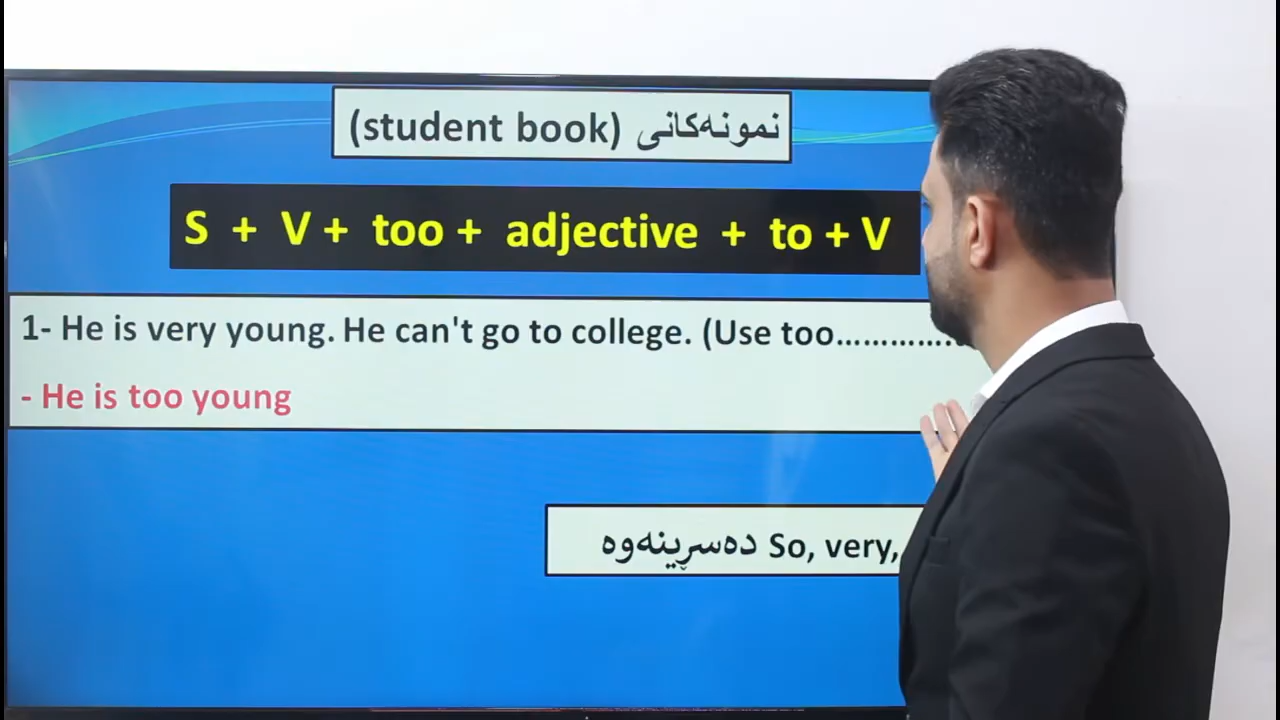 نمونەکانی (student book)
S + V + too + adjective + to + V
1- He is very young. He can't go to college. (Use too…………
- He is too young
So, very, دەسڕینەوە